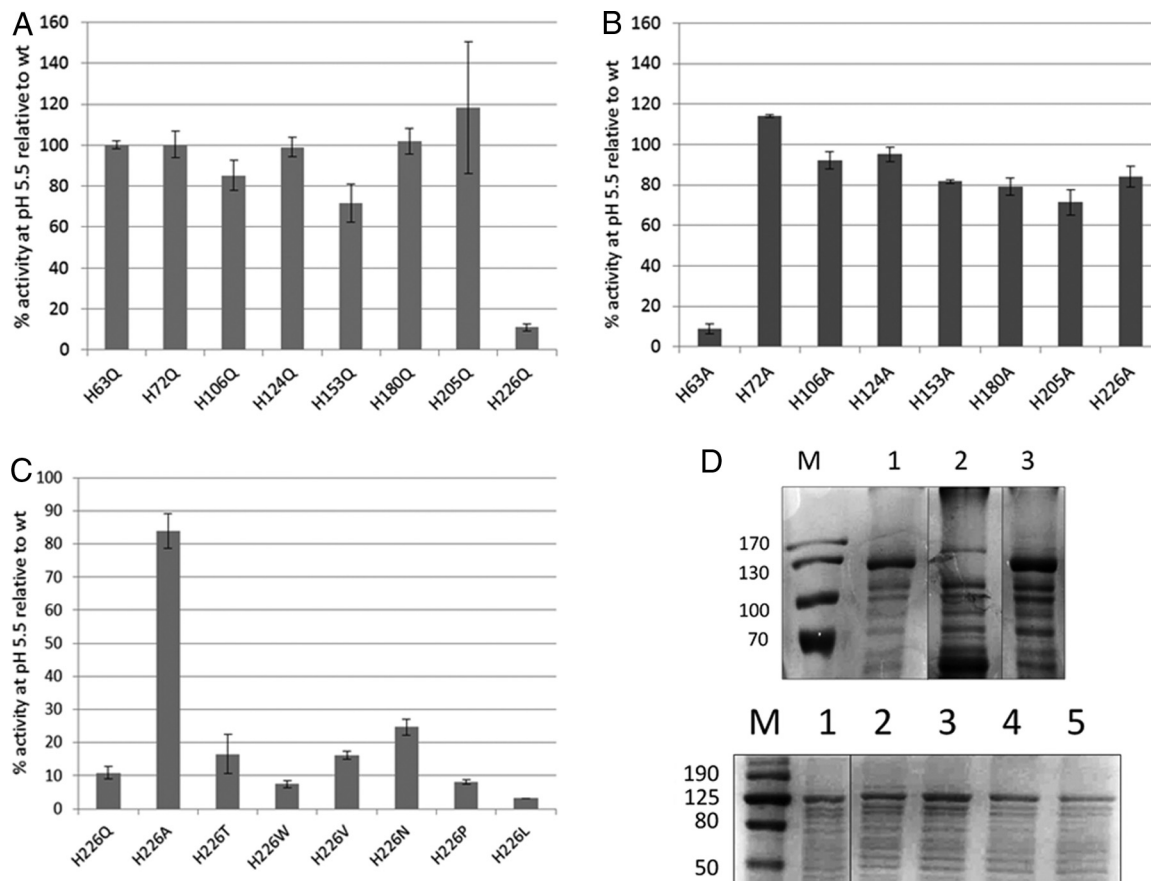 A
% activity at pH 5.5 relative to wt
160
140
120
100
80
60
40
20
0
H63Q
H72Q
H106Q
H124Q
H153Q
H180Q
H205Q
H226Q
B
% activity at pH 5.5 relative to wt
160
140
120
100
80
60
40
20
0
H63A
H72A
H106A
H124A
H153A
H180A
H205A
H226A
C
% activity at pH 5.5 relative to wt
100
90
80
70
60
50
40
30
20
10
0
H226Q
H226A
H226T
H226W
H226V
H226N
H226P
H226L
D
M 1 2 3
170
130
100
70
M 1 2 3 4 5
190
125
80
50